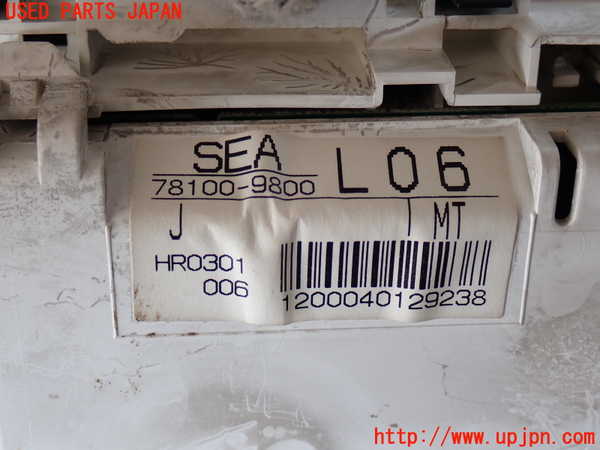 USED PARTS JAPAN
SEA L06
78100-9800
J MT
HR0301
006
1200040129238
http://www.upjpn.com/